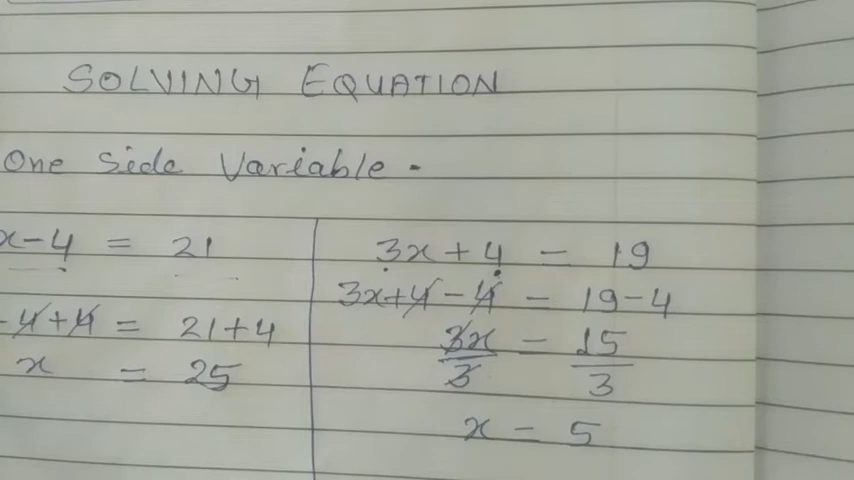 SOLVING EQUATION
One Side Variable.
x-4 = 21
-4+4 = 21+4
x = 25
3x+4 = 19
3x+4-4 = 19-4
3x/3 = 15/3
x = 5